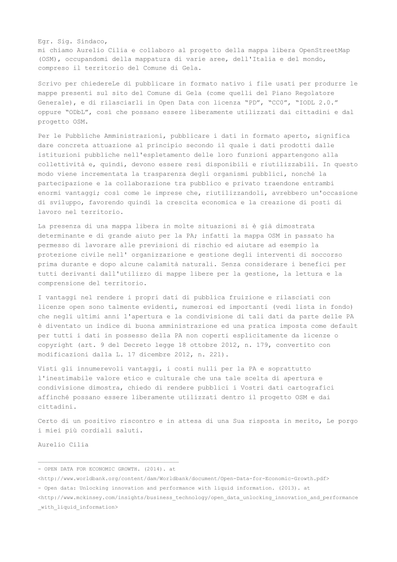 Egr. Sig. Sindaco,
mi chiamo Aurelio Cilia e collaboro al progetto della mappa libera OpenStreetMap
(OSM), occupandomi della mappatura di varie aree, dell'Italia e del mondo,
compreso il territorio del Comune di Gela.
Scrivo per chiedereLe di pubblicare in formato nativo i file usati per produrre le
mappe presenti sul sito del Comune di Gela (come quelli del Piano Regolatore
Generale), e di rilasciarli in Open Data con licenza "PD", "CC0", "IODL 2.0."
oppure "ODbL", così che possano essere liberamente utilizzati dai cittadini e dal
progetto OSM.
Per le Pubbliche Amministrazioni, pubblicare i dati in formato aperto, significa
dare concreta attuazione al principio secondo il quale i dati prodotti dalle
istituzioni pubbliche nell'espletamento delle loro funzioni appartengono alla
collettività e, quindi, devono essere resi disponibili e riutilizzabili. In questo
modo viene incrementata la trasparenza degli organismi pubblici, nonché la
partecipazione e la collaborazione tra pubblico e privato traendone entrambi
enormi vantaggi; così come le imprese che, riutilizzandoli, avrebbero un'occasione
di sviluppo, favorendo quindi la crescita economica e la creazione di posti di
lavoro nel territorio.
La presenza di una mappa libera in molte situazioni si é già dimostrata
determinante e di grande aiuto per la PA; infatti la mappa OSM in passato ha
permesso di lavorare alle previsioni di rischio ed aiutare ad esempio la
protezione civile nell' organizzazione e gestione degli interventi di soccorso
prima durante e dopo alcune calamità naturali. Senza considerare i benefici per
tutti derivanti dall'utilizzo di mappe libere per la gestione, la lettura e la
comprensione del territorio.
I vantaggi nel rendere i propri dati di pubblica fruizione e rilasciati con
licenze open sono talmente evidenti, numerosi ed importanti (vedi lista in fondo)
che negli ultimi anni l'apertura e la condivisione di tali dati da parte delle PA
è diventato un indice di buona amministrazione ed una pratica imposta come default
per tutti i dati in possesso della PA non coperti esplicitamente da licenze o
copyright (art. 9 del Decreto legge 18 ottobre 2012, n. 179, convertito con
modificazioni dalla L. 17 dicembre 2012, n. 221).
Visti gli innumerevoli vantaggi, i costi nulli per la PA e soprattutto
l'inestimabile valore etico e culturale che una tale scelta di apertura e
condivisione dimostra, chiedo di rendere pubblici i Vostri dati cartografici
affinché possano essere liberamente utilizzati dentro il progetto OSM e dai
cittadini.
Certo di un positivo riscontro e in attesa di una Sua risposta in merito, Le porgo
i miei più cordiali saluti.
Aurelio Cilia
- OPEN DATA FOR ECONOMIC GROWTH. (2014). at
<http://www.worldbank.org/content/dam/Worldbank/document/Open-Data-for-Economic-Growth.pdf>
- Open data: Unlocking innovation and performance with liquid information. (2013). at
<http://www.mckinsey.com/insights/business_technology/open_data_unlocking_innovation_and_performance
_with_liquid_information>